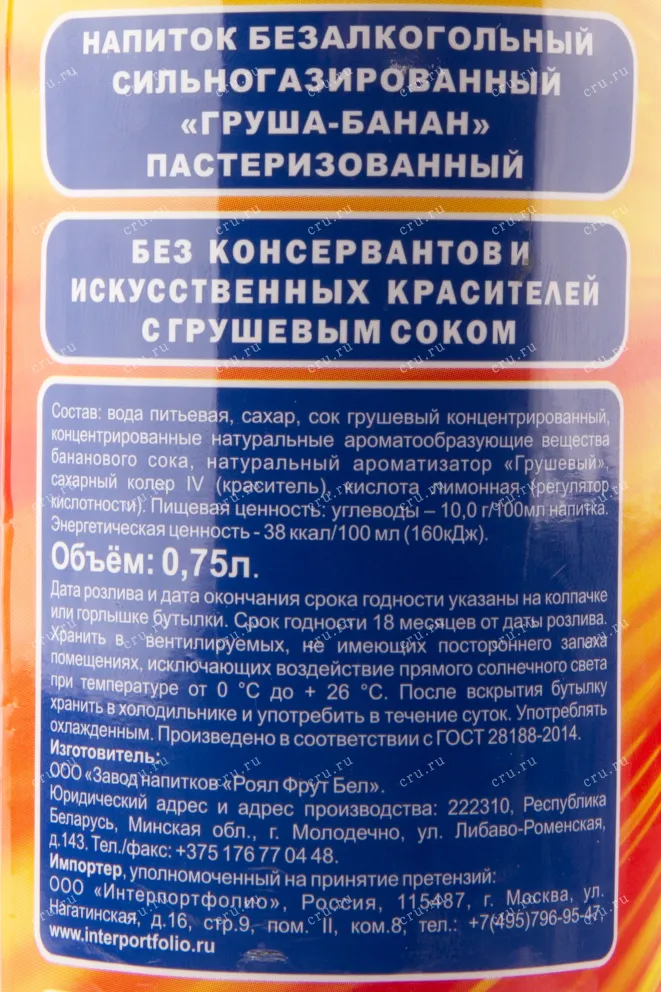 НАПИТОК БЕЗАЛКОГОЛЬНЫЙ
СИЛЬНОГАЗИРОВАННЫЙ
«ГРУША-БАНАН»
ПАСТЕРИЗОВАННЫЙ
БЕЗ КОНСЕРВАНТОВ И
ИСКУССТВЕННЫХ КРАСИТЕЛЕЙ
С ГРУШЕВЫМ СОКОМ
Состав: вода питьевая, сахар, сок грушевый концентрированный,
концентрированные натуральные ароматообразующие вещества
бананового сока, натуральный ароматизатор «Грушевый»,
сахарный колер IV (краситель), кислота лимонная (регулятор
кислотности). Пищевая ценность: углеводы – 10,0 г/100мл напитка.
Энергетическая ценность - 38 ккал/100 мл (160кДж).
Объём: 0,75л.
Дата розлива и дата окончания срока годности указаны на колпачке
или горлышке бутылки. Срок годности 18 месяцев от даты розлива.
Хранить в вентилируемых, не имеющих постороннего запаха
помещениях, исключающих воздействие прямого солнечного света
при температуре от 0 °С до + 26 °С. После вскрытия бутылку
хранить в холодильнике и употребить в течение суток. Употреблять
охлажденным. Произведено в соответствии с ГОСТ 28188-2014.
Изготовитель:
ООО «Завод напитков «Роял Фрут Бел».
Юридический адрес и адрес производства: 222310, Республика
Беларусь, Минская обл., г. Молодечно, ул. Либаво-Роменская,
д.143. Тел./факс: +375 176 77 04 48.
Импортер, уполномоченный на принятие претензий:
ООО «Интерпортфолио», Россия, 115487, г. Москва, ул.
Нагатинская, д.16, стр.9, пом. II, ком.8; тел.: +7(495)796-95-47.
www.interportfolio.ru